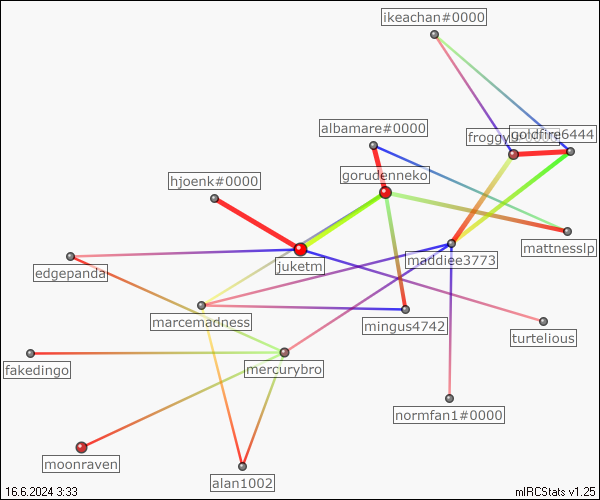 ikeachan#0000
albamare#0000
goldfire6444
gorudenneko
hjoenk#0000
mattnesslp
maddiee3773
juketm
edgepanda
marcemadness
mingus4742
turtelious
mercurybro
fakedingo
normfan1#0000
moonraven
alan1002
16.6.2024 3:33
mIRCStats v1.25